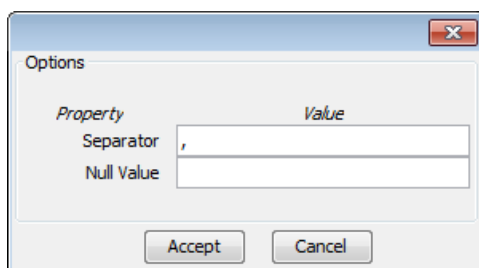 Options
Property Value
Separator ,
Null Value
Accept Cancel